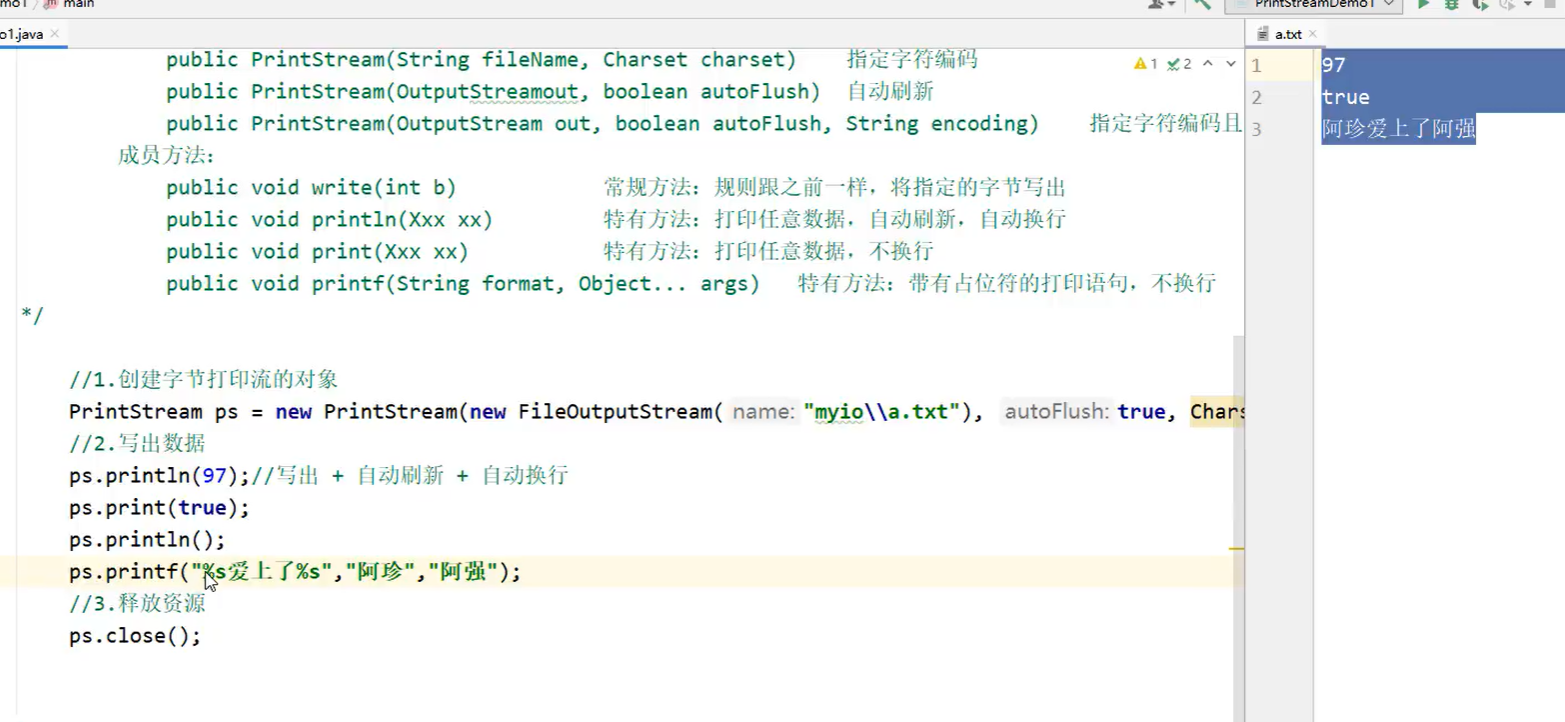 main
PrintStreamDemo1
o1.java
a.txt
public PrintStream(String fileName, Charset charset) 指定字符编码
public PrintStream(OutputStreamout, boolean autoFlush) 自动刷新
public PrintStream(OutputStream out, boolean autoFlush, String encoding) 指定字符编码且
成员方法:
public void write(int b) 常规方法: 规则跟之前一样, 将指定的字节写出
public void println(Xxx xx) 特有方法: 打印任意数据, 自动刷新, 自动换行
public void print(Xxx xx) 特有方法: 打印任意数据, 不换行
public void printf(String format, Object... args) 特有方法: 带有占位符的打印语句, 不换行
*/
//1.创建字节打印流的对象
PrintStream ps = new PrintStream(new FileOutputStream( name: "myio\\a.txt"), autoFlush: true, Chars
//2.写出数据
ps.println(97);//写出 + 自动刷新 + 自动换行
ps.print(true);
ps.println();
ps.printf("%s爱上了%s","阿珍","阿强");
//3.释放资源
ps.close();
1 2
1 97
2 true
3 阿珍爱上了阿强